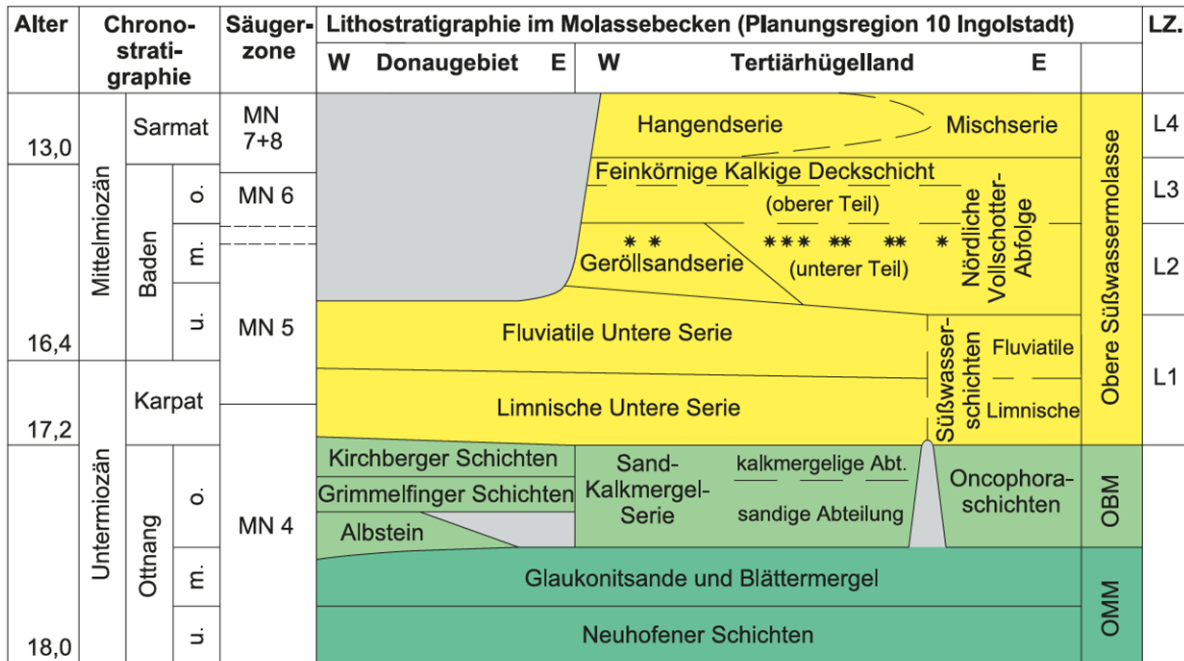 Alter
Chrono-
strati-
graphie
Säuger-
zone
Lithostratigraphie im Molassebecken (Planungsregion 10 Ingolstadt)
LZ.
W Donaugebiet E
W Tertiärhügelland E
13,0
16,4
17,2
18,0
Mittelmiozän
Untermiozän
Sarmat
Baden
o.
m.
u.
Karpat
Ottnang
o.
m.
u.
MN
7+8
MN 6
MN 5
MN 4
Hangendserie
Mischserie
Feinkörnige Kalkige Deckschicht
(oberer Teil)
Geröllsandserie
(unterer Teil)
Nördliche
Vollschotter-
Abfolge
Fluviatile Untere Serie
Limnische Untere Serie
Süßwasser-
schichten
Fluviatile
Limnische
Kirchberger Schichten
Grimmelfinger Schichten
Albstein
Sand-
Kalkmergel-
Serie
kalkmergelige Abt.
sandige Abteilung
Oncophora-
schichten
Glaukonitsande und Blättermergel
Neuhofener Schichten
Obere Süßwassermolasse
OBM
OMM
L4
L3
L2
L1